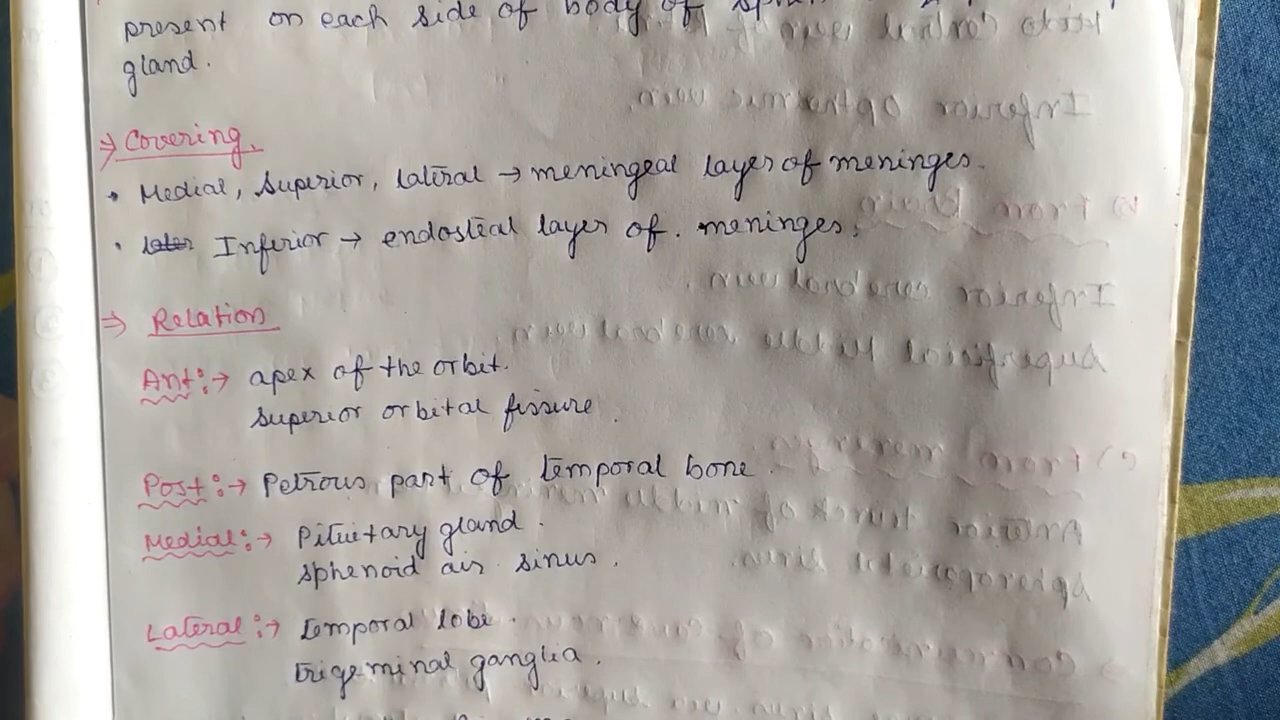 present on each side of body of
gland.
⇒ Covering
• Medial, Superior, lateral → meningeal layer of meninges.
• Inferior → endosteal layer of meninges.
⇒ Relation
Ant:→ apex of the orbit.
Superior orbital fissure.
Post:→ Petrous part of temporal bone.
Medial:→ Pituitary gland.
sphenoid air sinus.
Lateral:→ temporal lobe.
trigeminal ganglia.